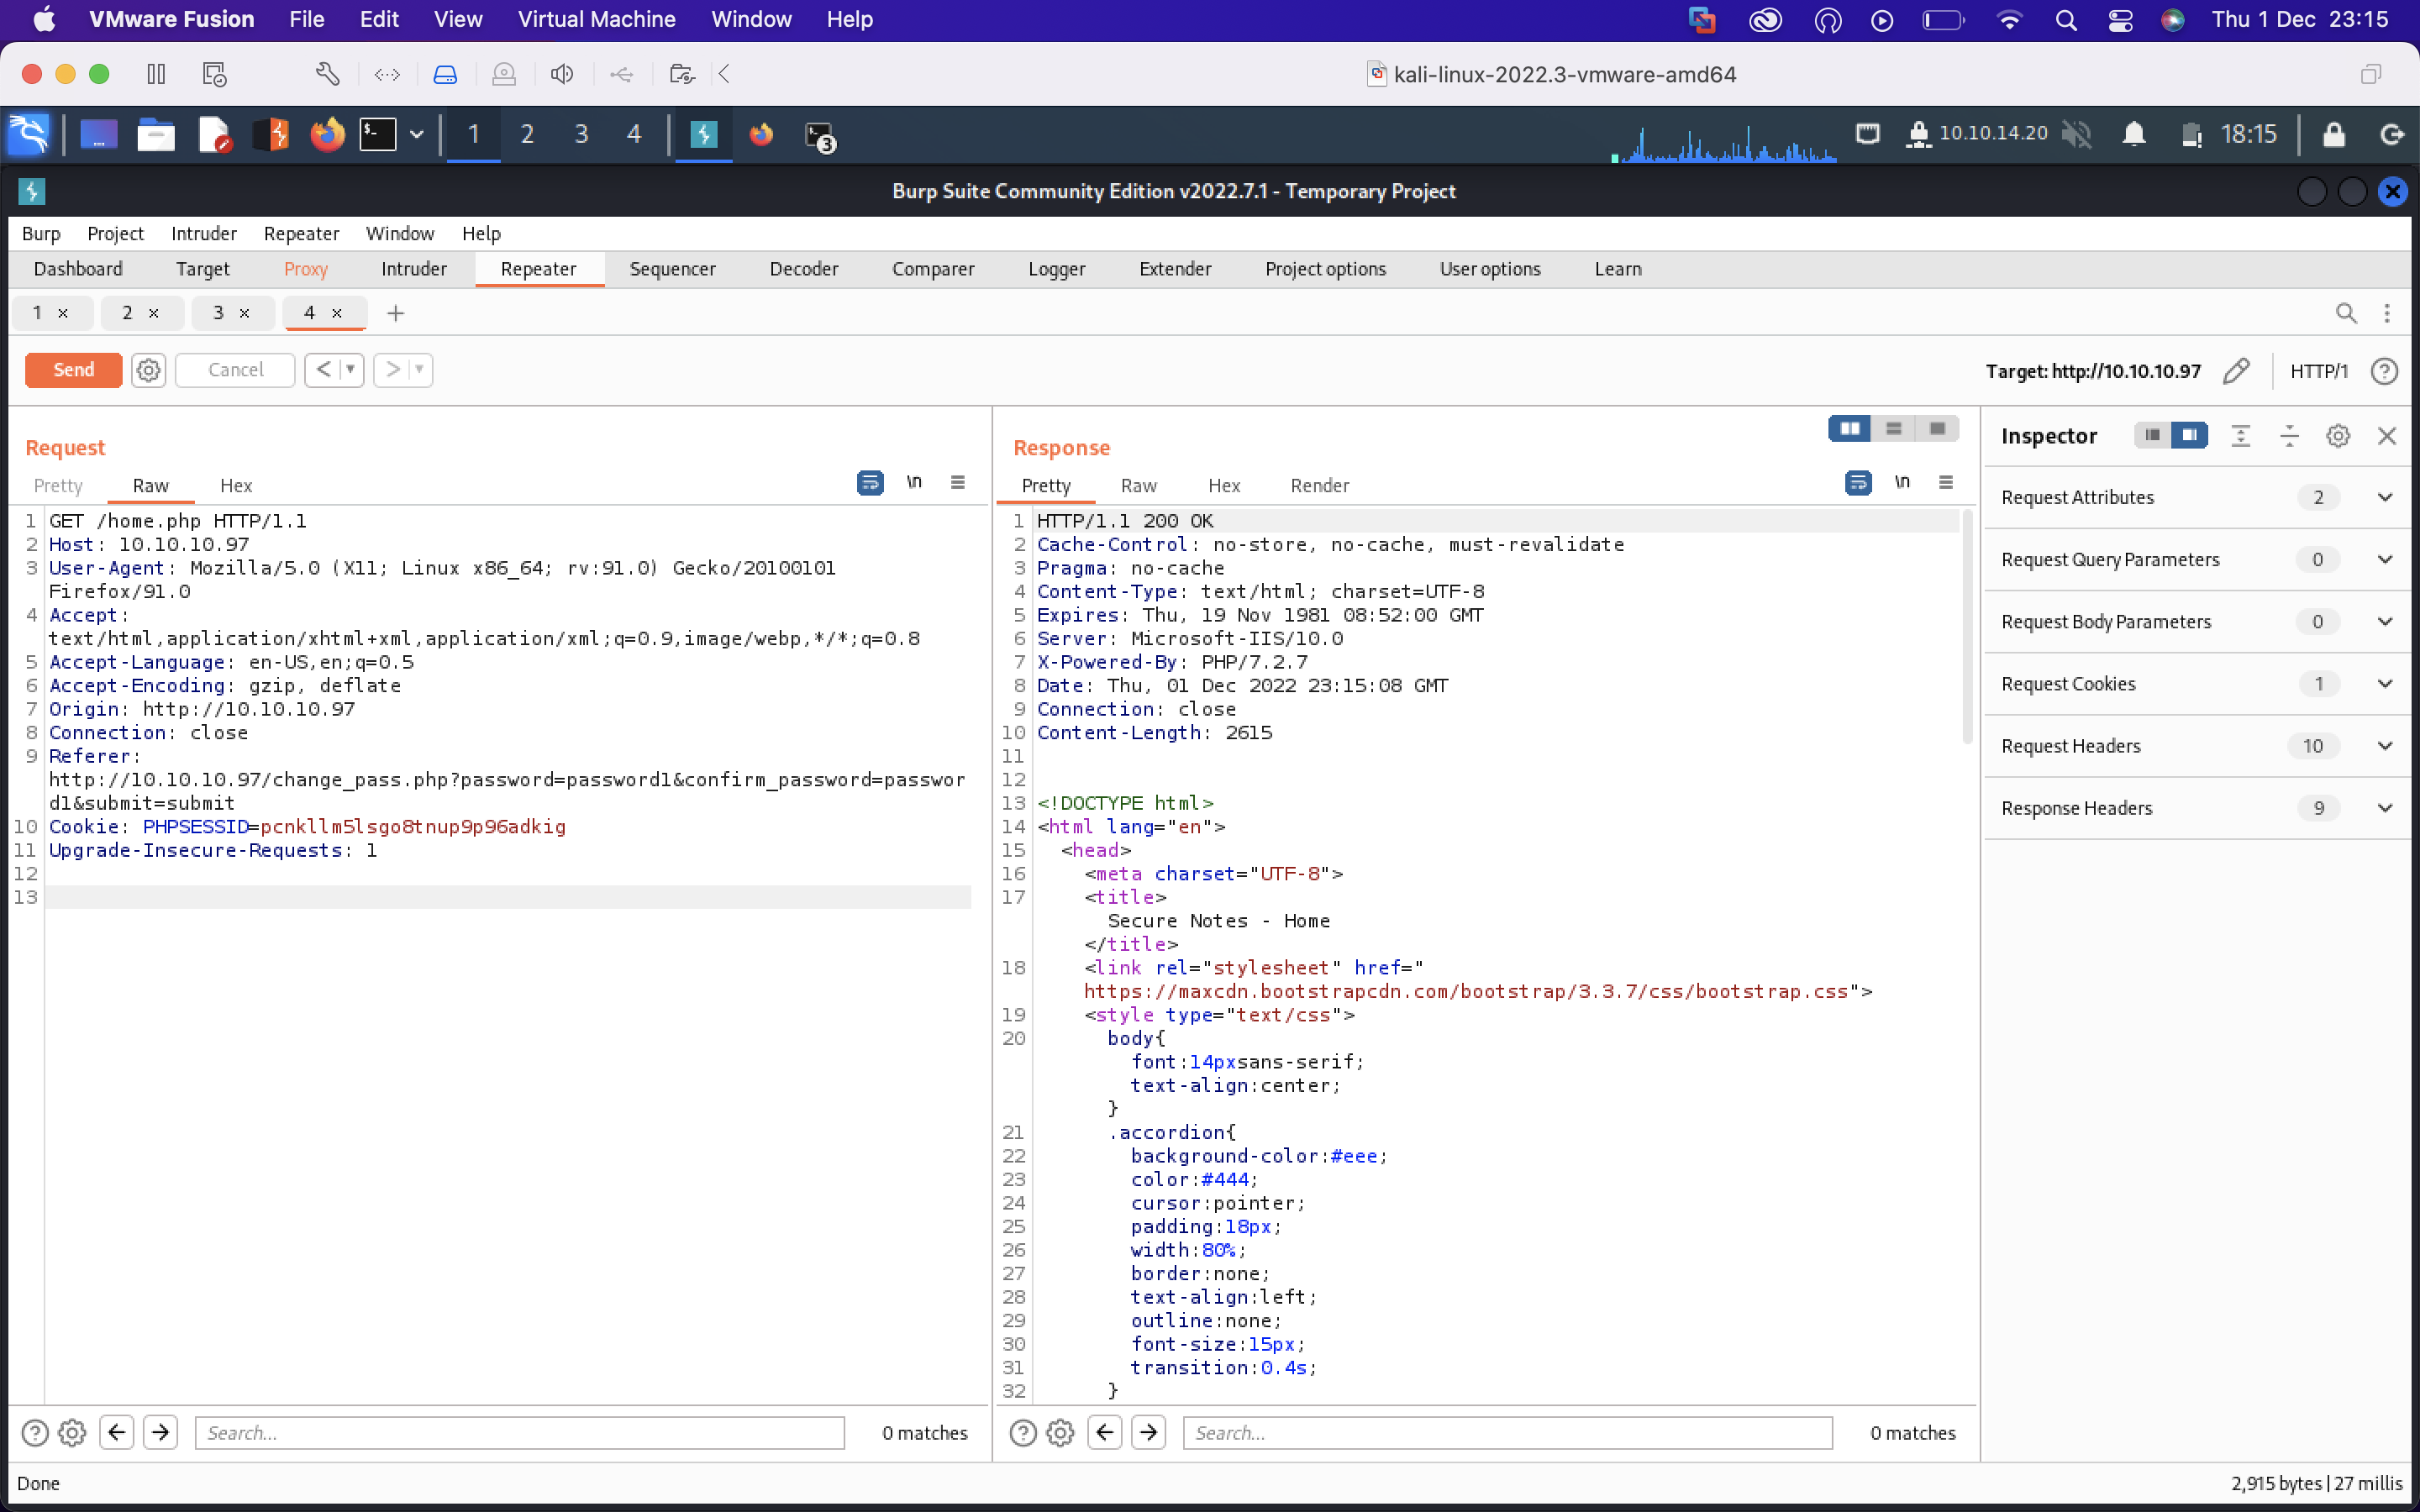 VMware Fusion File Edit View Virtual Machine Window Help Thu 1 Dec 23:15
kali-linux-2022.3-vmware-amd64
1 2 3 4 3 10.10.14.20 18:15
Burp Suite Community Edition v2022.7.1 - Temporary Project
Burp Project Intruder Repeater Window Help
Dashboard Target Proxy Intruder Repeater Sequencer Decoder Comparer Logger Extender Project options User options Learn
1 × 2 × 3 × 4 × +
Send Cancel < > Target: http://10.10.10.97 HTTP/1 ?
Request
Pretty Raw Hex \n
1 GET /home.php HTTP/1.1
2 Host: 10.10.10.97
3 User-Agent: Mozilla/5.0 (X11; Linux x86_64; rv:91.0) Gecko/20100101
Firefox/91.0
4 Accept:
text/html,application/xhtml+xml,application/xml;q=0.9,image/webp,*/*;q=0.8
5 Accept-Language: en-US,en;q=0.5
6 Accept-Encoding: gzip, deflate
7 Origin: http://10.10.10.97
8 Connection: close
9 Referer:
http://10.10.10.97/change_pass.php?password=password1&confirm_password=passwor
d1&submit=submit
10 Cookie: PHPSESSID=pcnkllm5lsgo8tnup9p96adkig
11 Upgrade-Insecure-Requests: 1
12
13
Search... 0 matches
Response
Pretty Raw Hex Render \n
1 HTTP/1.1 200 OK
2 Cache-Control: no-store, no-cache, must-revalidate
3 Pragma: no-cache
4 Content-Type: text/html; charset=UTF-8
5 Expires: Thu, 19 Nov 1981 08:52:00 GMT
6 Server: Microsoft-IIS/10.0
7 X-Powered-By: PHP/7.2.7
8 Date: Thu, 01 Dec 2022 23:15:08 GMT
9 Connection: close
10 Content-Length: 2615
11
12
13 <!DOCTYPE html>
14 <html lang="en">
15 <head>
16 <meta charset="UTF-8">
17 <title>
Secure Notes - Home
</title>
18 <link rel="stylesheet" href="
https://maxcdn.bootstrapcdn.com/bootstrap/3.3.7/css/bootstrap.css">
19 <style type="text/css">
20 body{
font:14pxsans-serif;
text-align:center;
}
21 .accordion{
22 background-color:#eee;
23 color:#444;
24 cursor:pointer;
25 padding:18px;
26 width:80%;
27 border:none;
28 text-align:left;
29 outline:none;
30 font-size:15px;
31 transition:0.4s;
32 }
Search... 0 matches
Inspector
Request Attributes 2
Request Query Parameters 0
Request Body Parameters 0
Request Cookies 1
Request Headers 10
Response Headers 9
Done 2,915 bytes | 27 millis